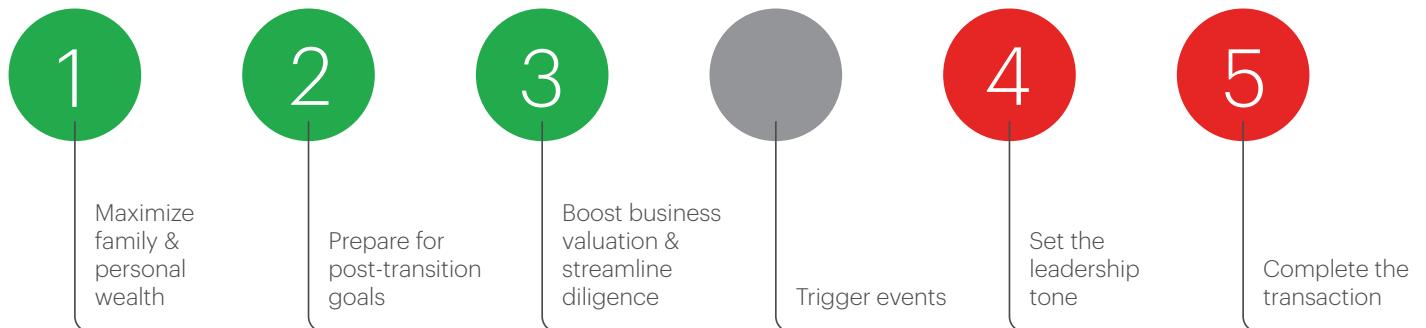 1
2
3
4
5
Maximize
family &
personal
wealth
Prepare for
post-transition
goals
Boost business
valuation &
streamline
diligence
Trigger events
Set the
leadership
tone
Complete the
transaction